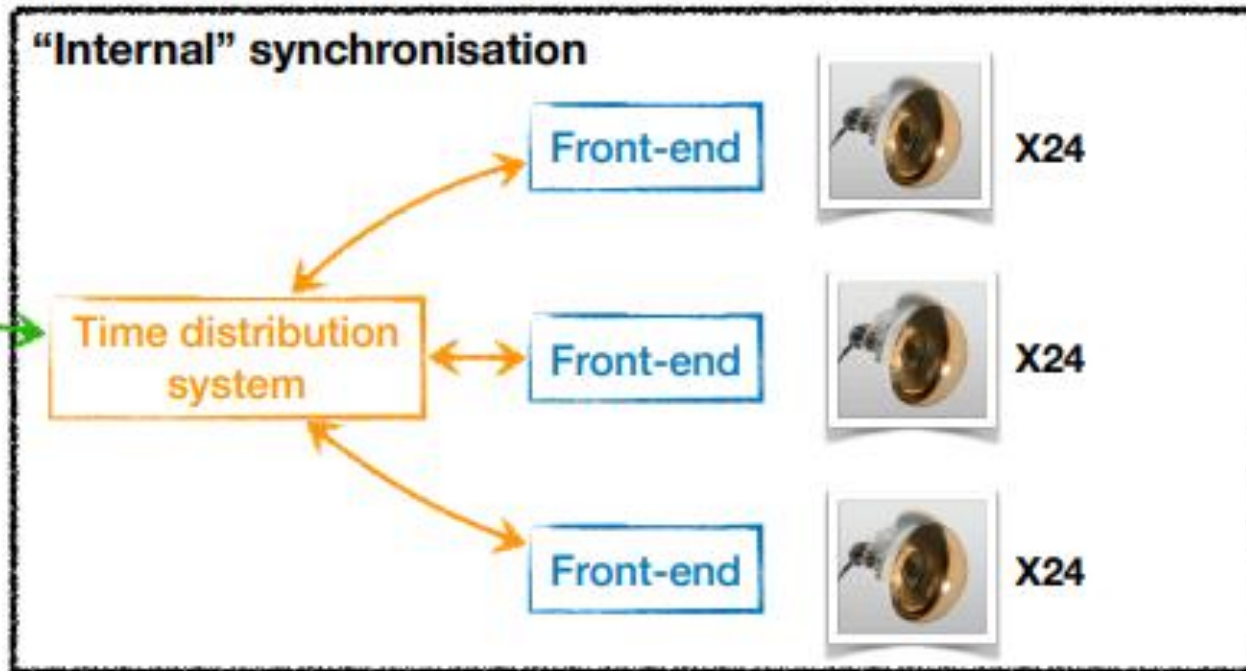 “Internal” synchronisation
Front-end
X24
Time distribution
system
Front-end
X24
Front-end
X24